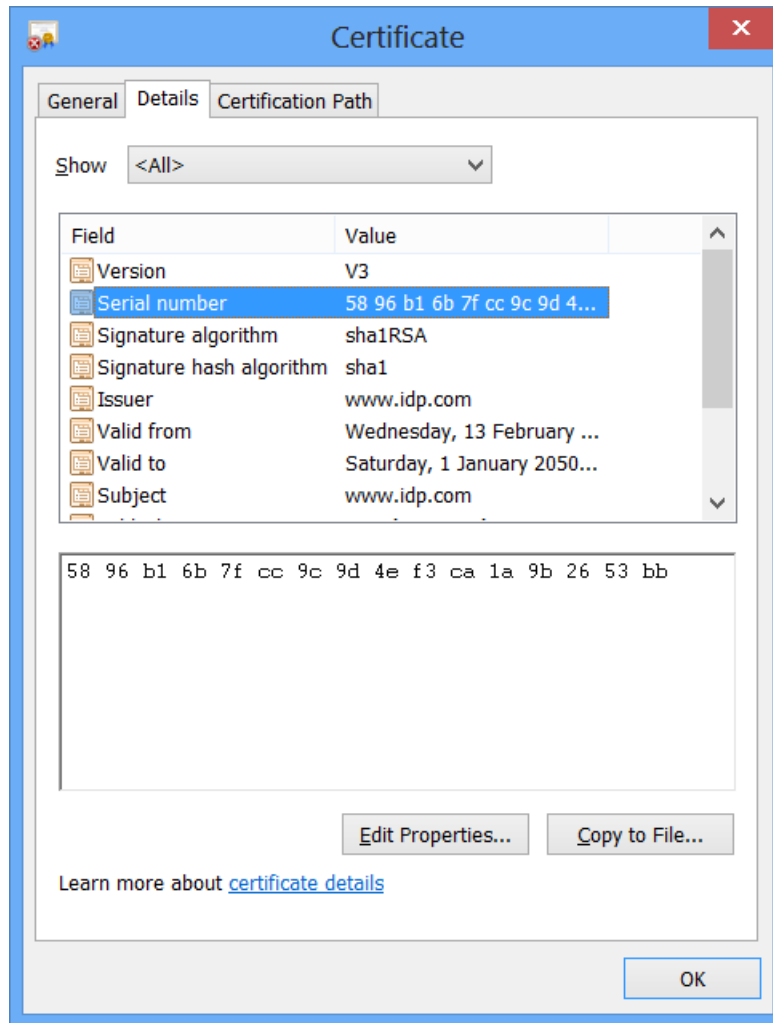 Certificate
General Details Certification Path
Show <All>
Field Value
Version V3
Serial number 58 96 b1 6b 7f cc 9c 9d 4...
Signature algorithm sha1RSA
Signature hash algorithm sha1
Issuer www.idp.com
Valid from Wednesday, 13 February ...
Valid to Saturday, 1 January 2050...
Subject www.idp.com
58 96 b1 6b 7f cc 9c 9d 4e f3 ca 1a 9b 26 53 bb
Edit Properties... Copy to File...
Learn more about certificate details
OK